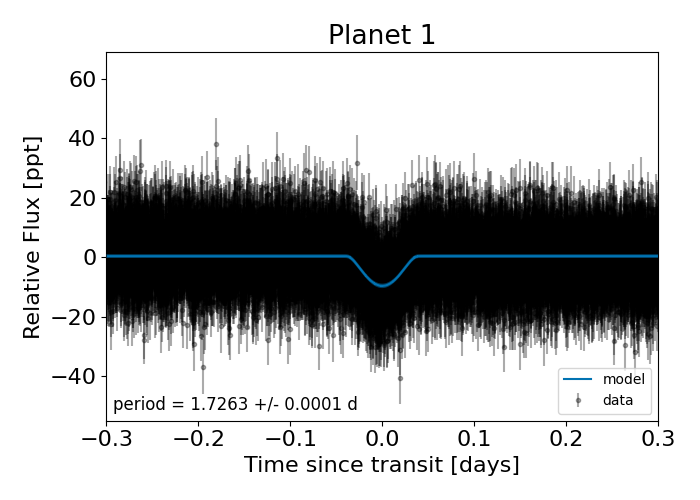 Planet 1
Relative Flux [ppt]
60
40
20
0
−20
−40
period = 1.7263 +/- 0.0001 d
model
data
−0.3
−0.2
−0.1
0.0
0.1
0.2
0.3
Time since transit [days]